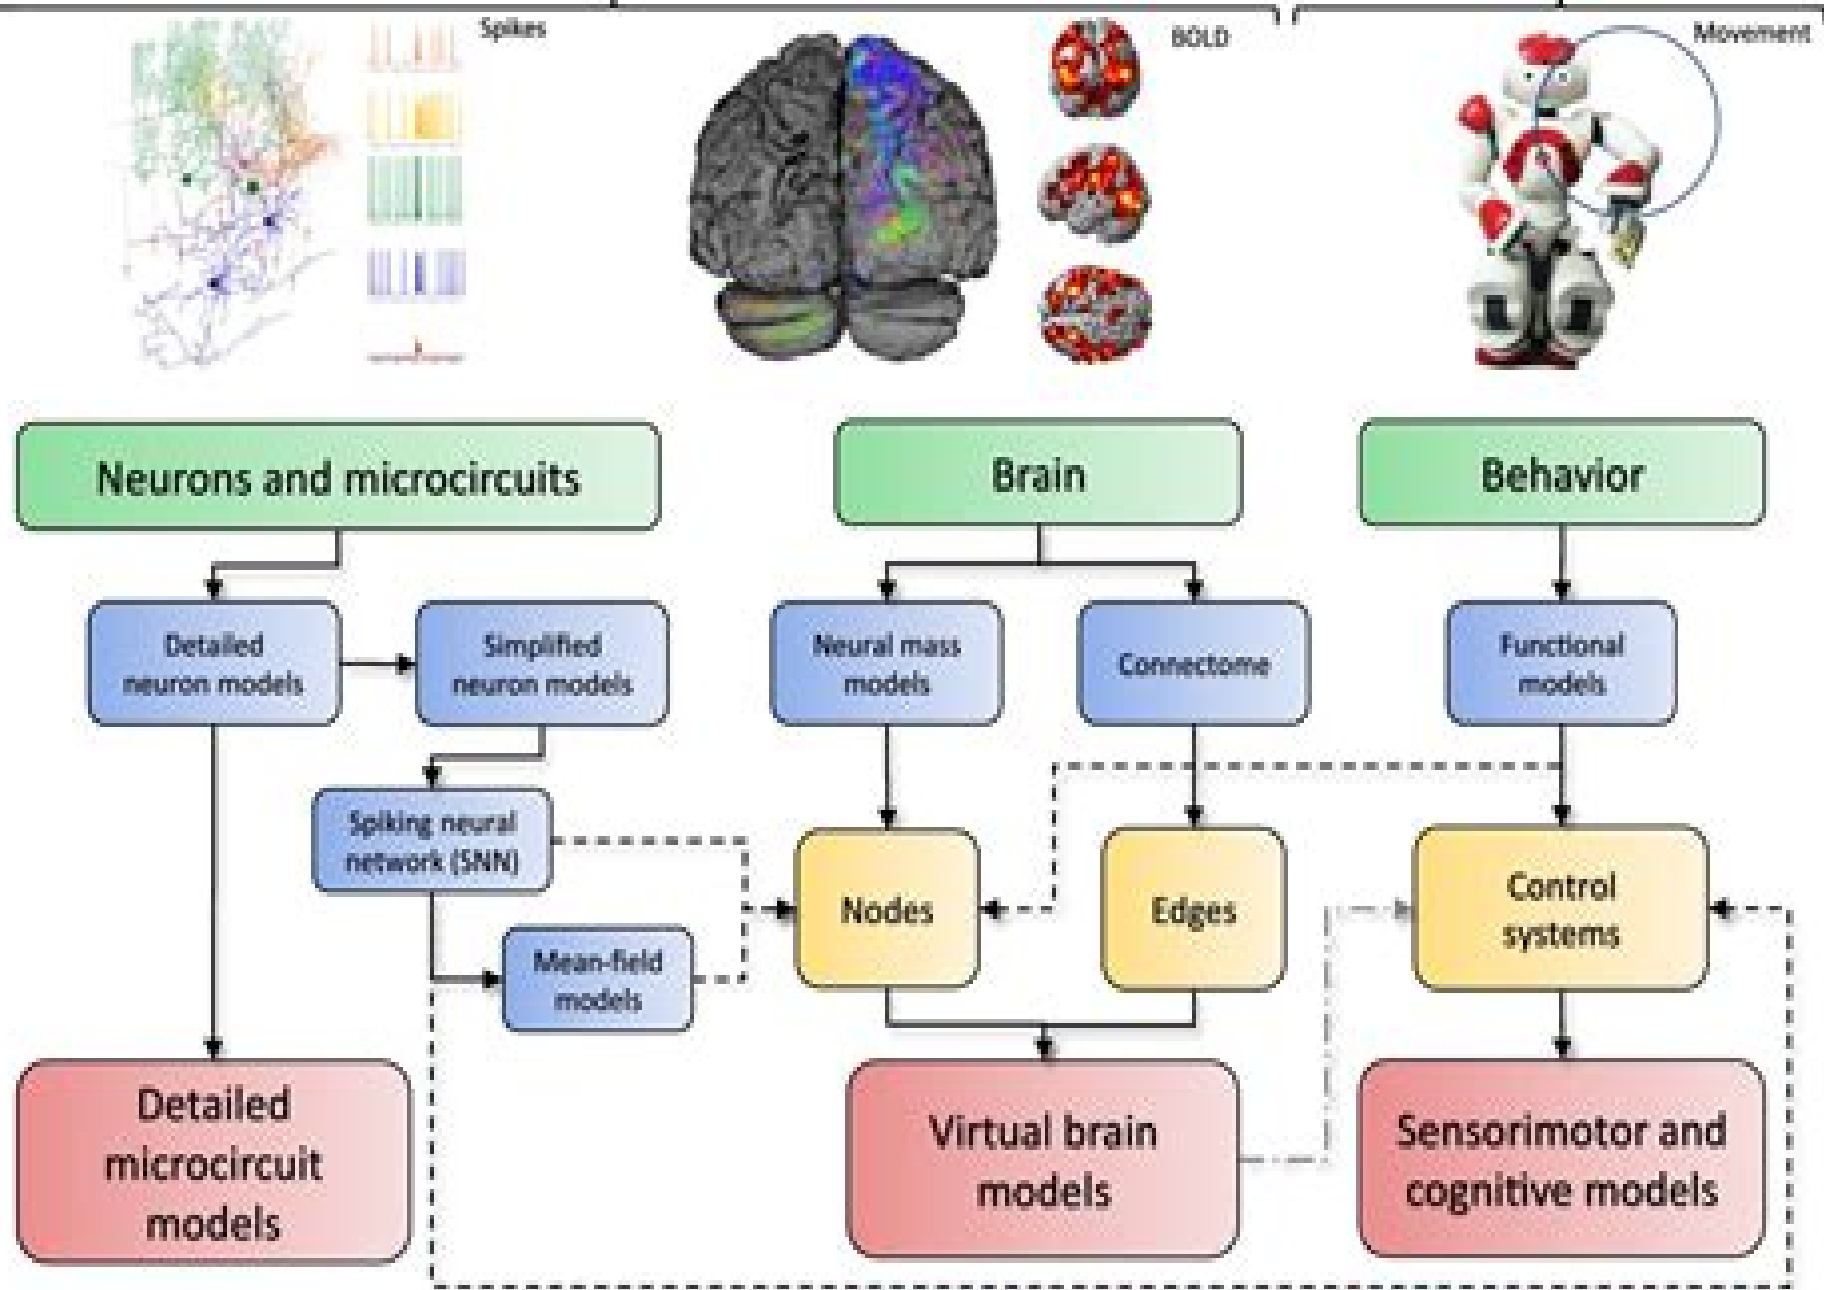 Spikes
BOLD
Movement
Neurons and microcircuits
Brain
Behavior
Detailed
neuron models
Simplified
neuron models
Neural mass
models
Connectome
Functional
models
Spiking neural
network (SNN)
Mean-field
models
Nodes
Edges
Control
systems
Detailed
microcircuit
models
Virtual brain
models
Sensorimotor and
cognitive models